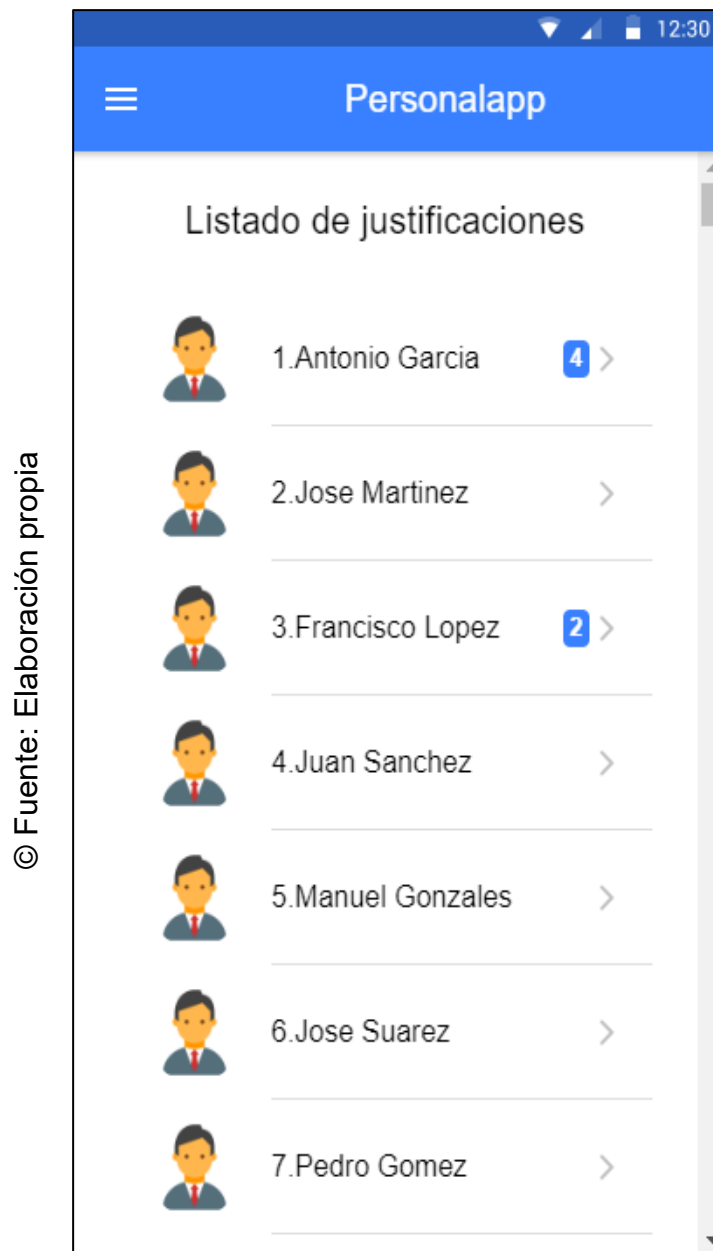 12:30
Personalapp
Listado de justificaciones
1.Antonio Garcia 4
2.Jose Martinez
3.Francisco Lopez 2
4.Juan Sanchez
5.Manuel Gonzales
6.Jose Suarez
7.Pedro Gomez
© Fuente: Elaboración propia